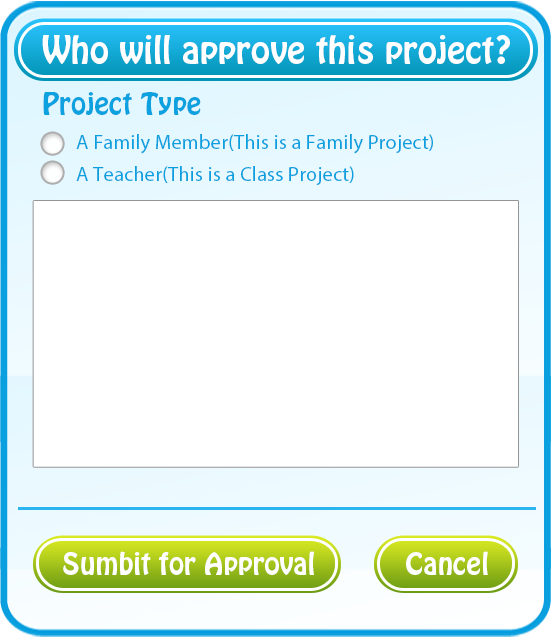 Who will approve this project?
Project Type
A Family Member(This is a Family Project)
A Teacher(This is a Class Project)
Sumbit for Approval
Cancel